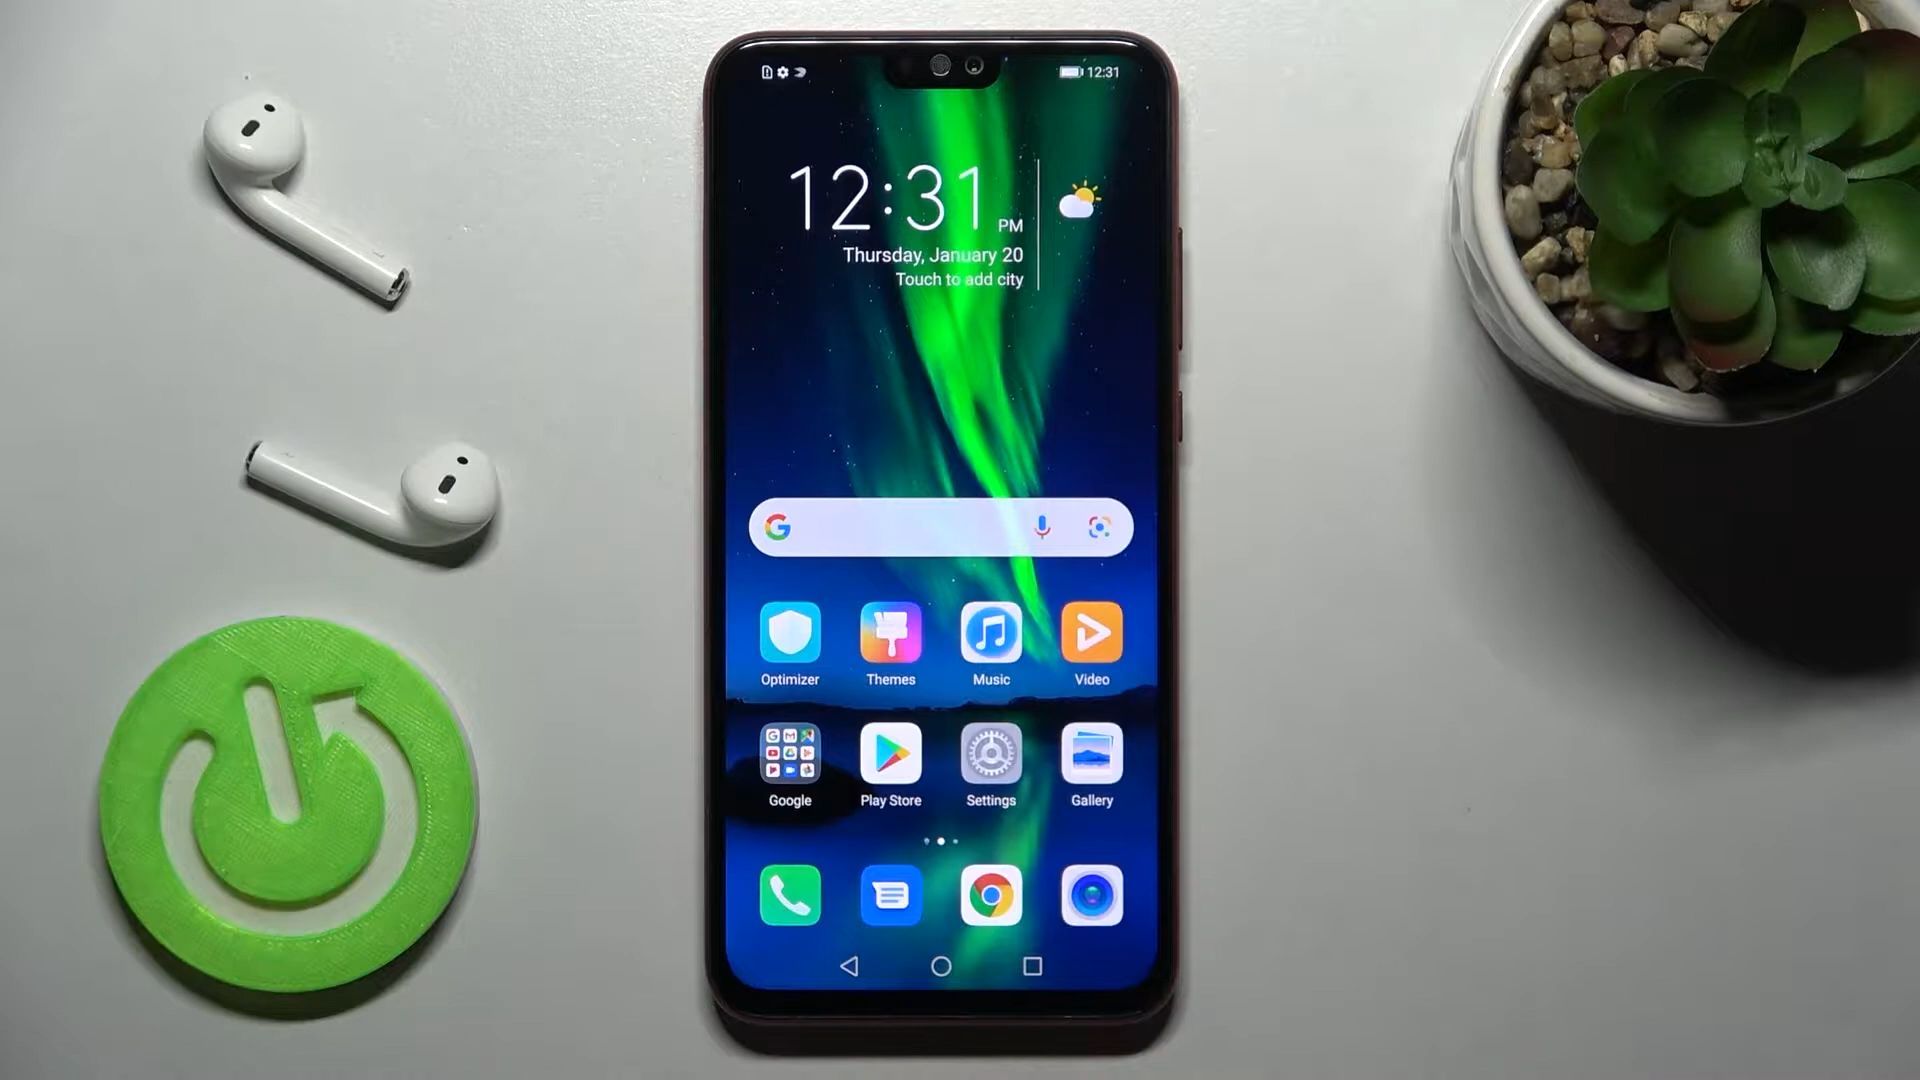 12:31
12:31 PM
Thursday, January 20
Touch to add city
G
Optimizer
Themes
Music
Video
Google
Play Store
Settings
Gallery